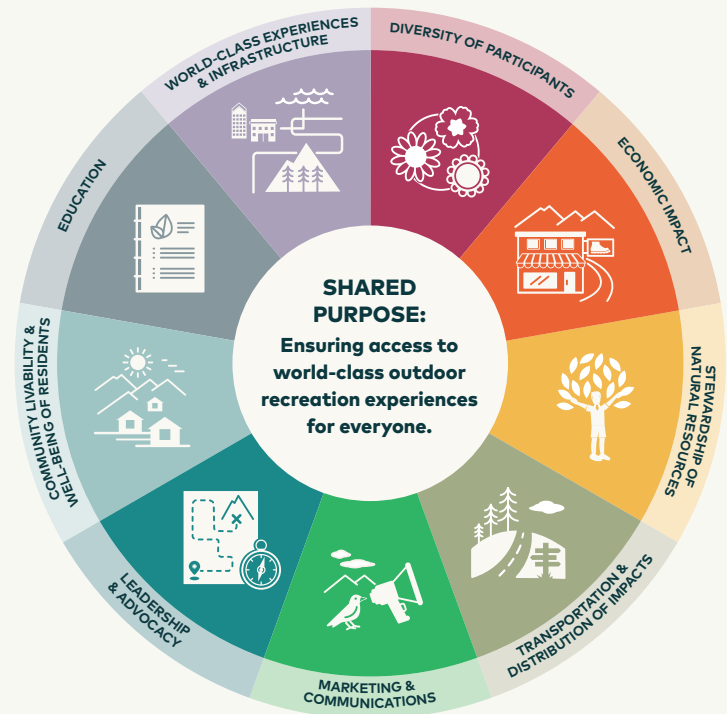 WORLD-CLASS EXPERIENCES
& INFRASTRUCTURE
DIVERSITY OF PARTICIPANTS
ECONOMIC IMPACT
STEWARDSHIP OF
NATURAL RESOURCES
TRANSPORTATION &
DISTRIBUTION OF IMPACTS
MARKETING &
COMMUNICATIONS
LEADERSHIP
& ADVOCACY
COMMUNITY LIVABILITY &
WELL-BEING OF RESIDENTS
EDUCATION
SHARED
PURPOSE:
Ensuring access to
world-class outdoor
recreation experiences
for everyone.